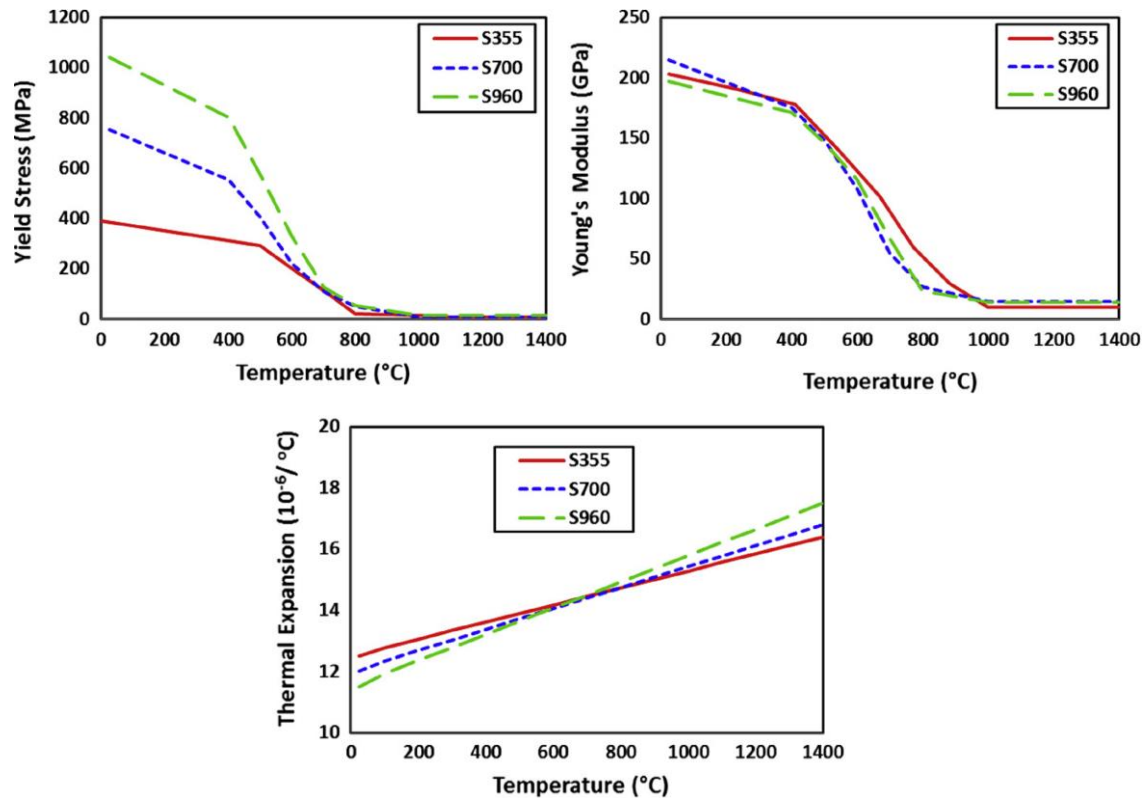 Yield Stress (MPa)
1200
1000
800
600
400
200
0
S355
S700
S960
0 200 400 600 800 1000 1200 1400
Temperature (°C)
Young's Modulus (GPa)
250
200
150
100
50
0
S355
S700
S960
0 200 400 600 800 1000 1200 1400
Temperature (°C)
Thermal Expansion (10⁻⁶/ °C)
20
18
16
14
12
10
S355
S700
S960
0 200 400 600 800 1000 1200 1400
Temperature (°C)